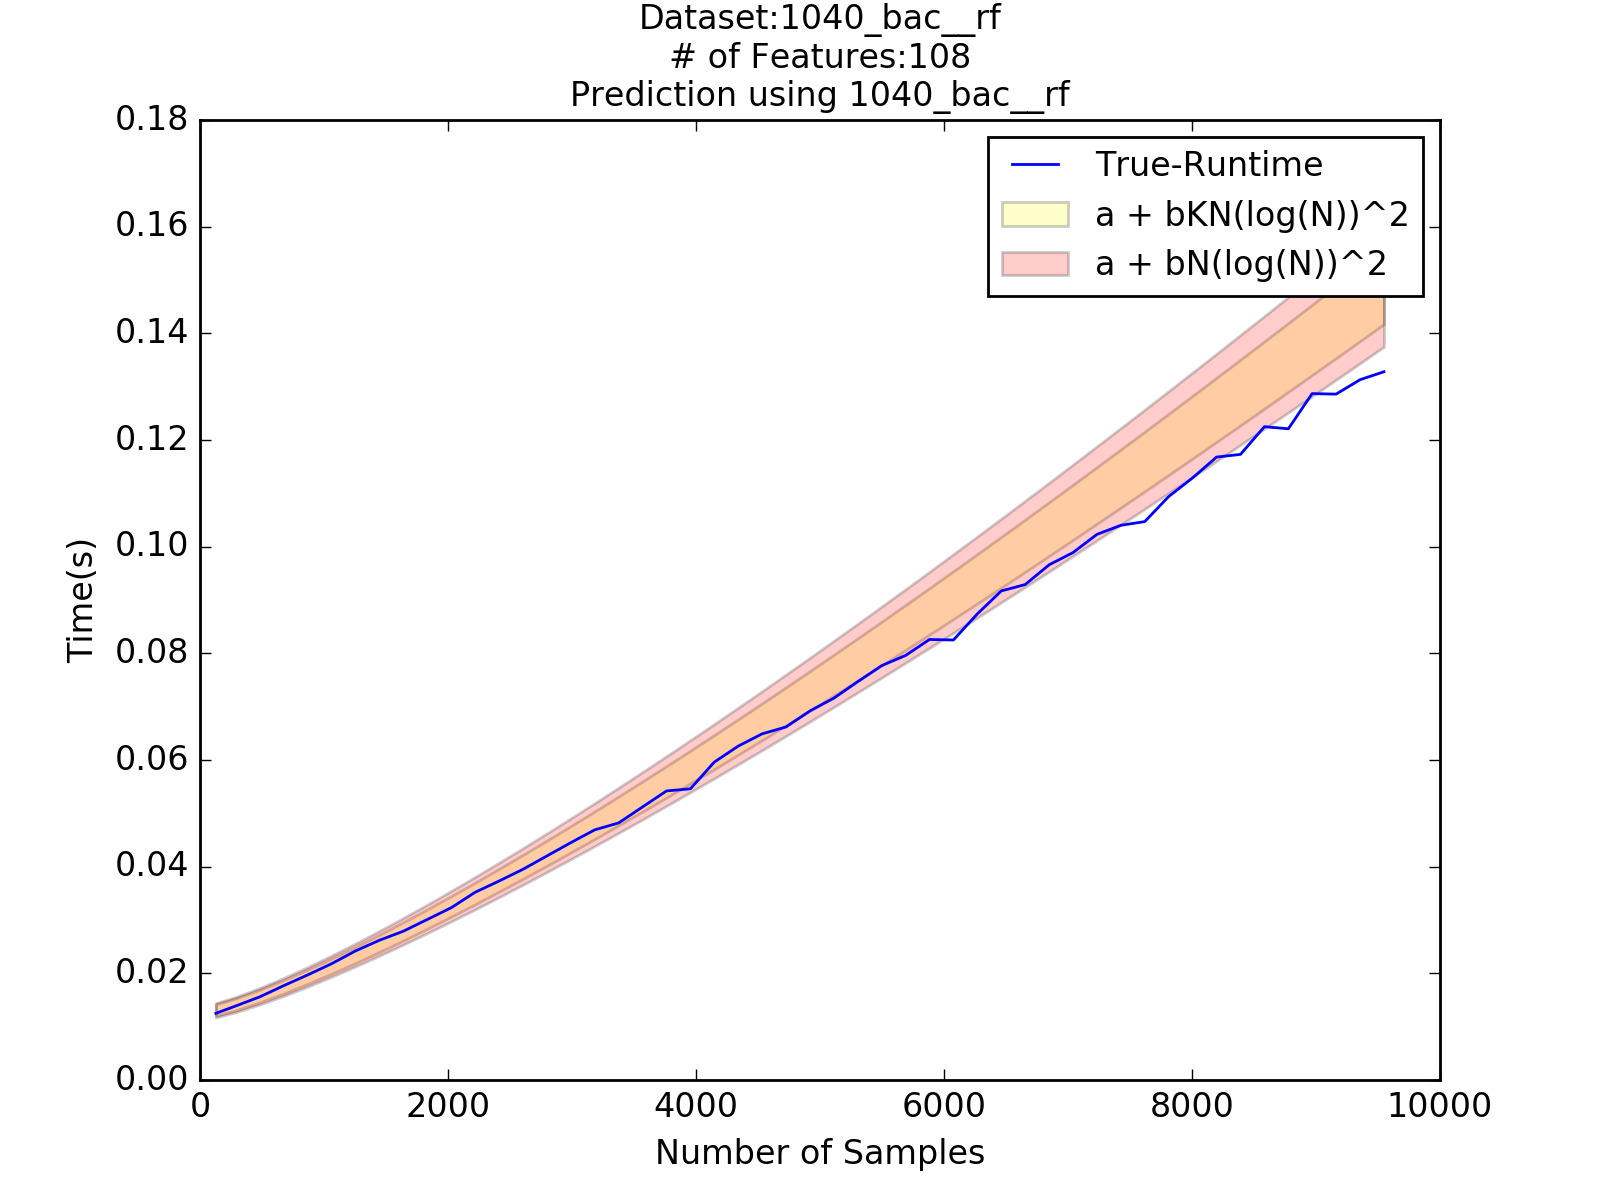 Dataset:1040_bac__rf
# of Features:108
Prediction using 1040_bac__rf
0.18
0.16
0.14
0.12
0.10
0.08
0.06
0.04
0.02
0.00
Time(s)
True-Runtime
a + bKN(log(N))^2
a + bN(log(N))^2
0 2000 4000 6000 8000 10000
Number of Samples